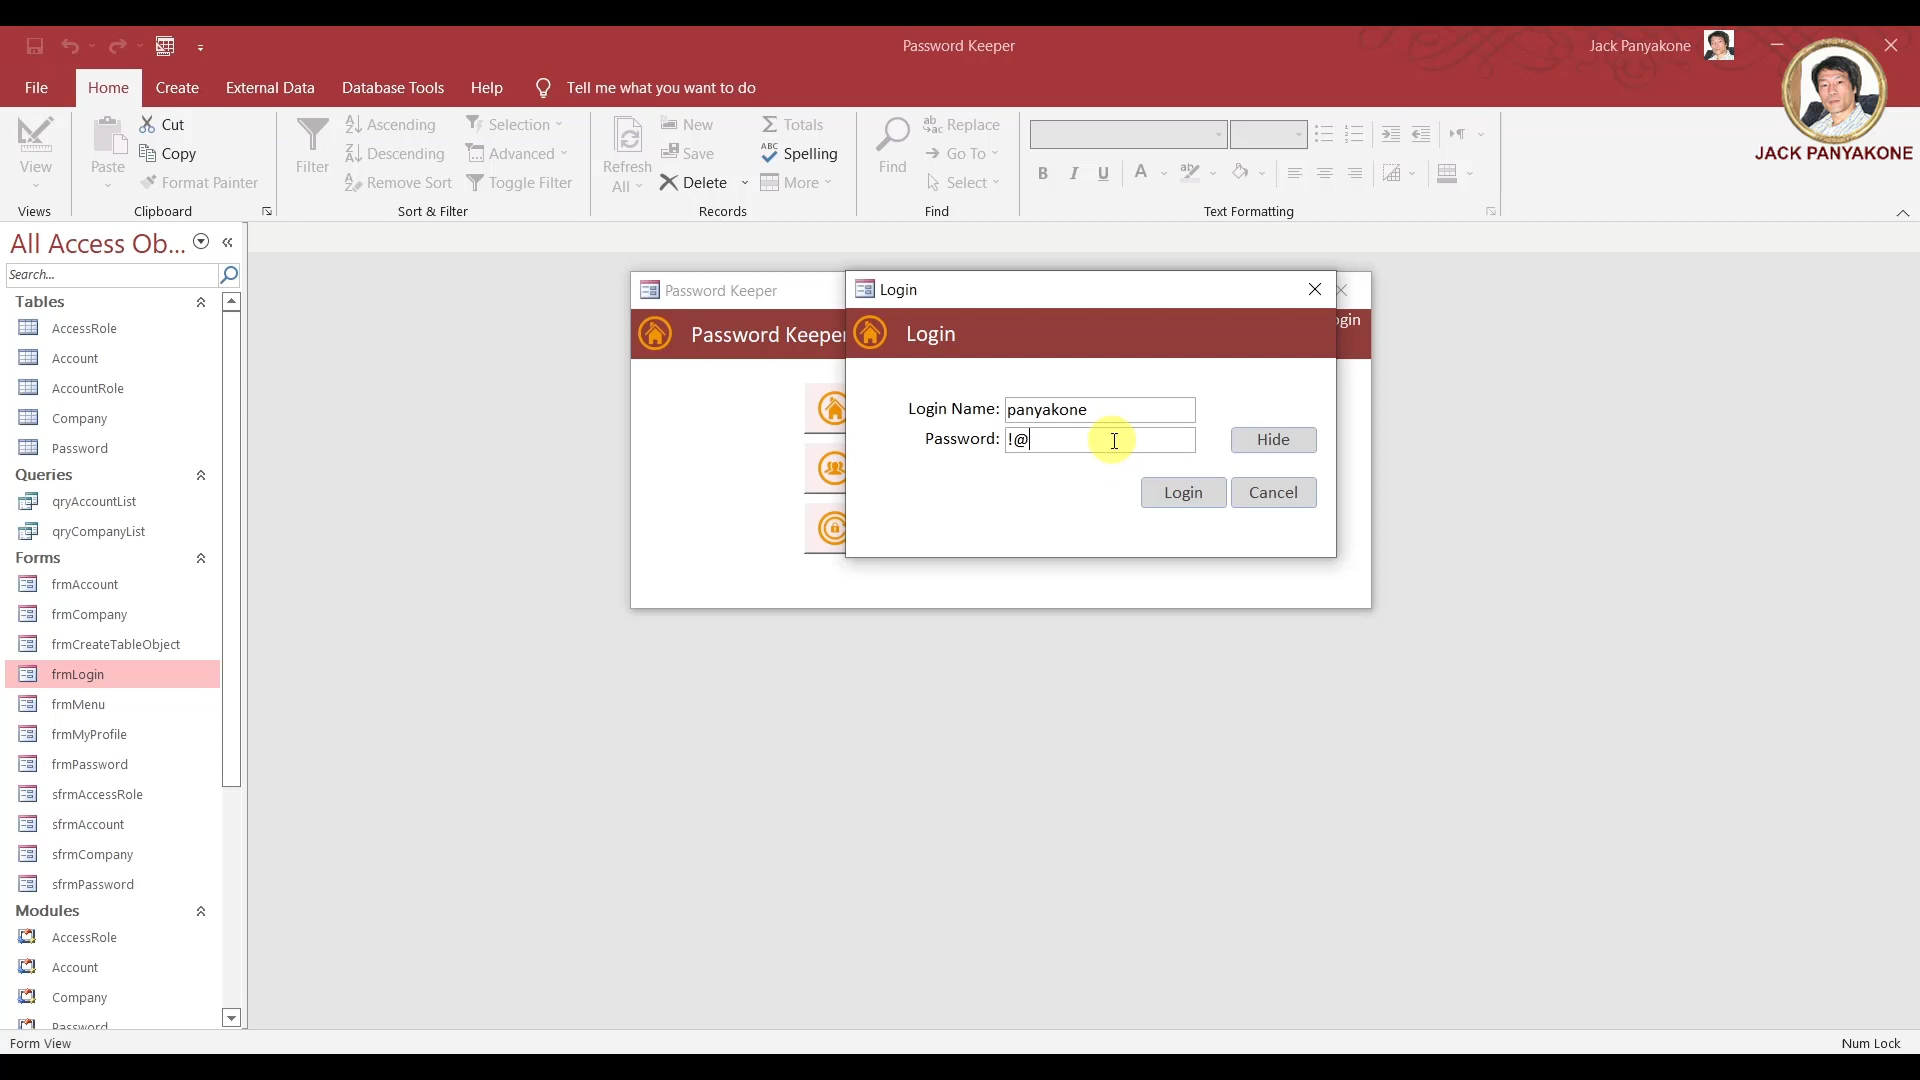 Password Keeper
Jack Panyakone
File
Home
Create
External Data
Database Tools
Help
Tell me what you want to do
JACK PANYAKONE
View
Paste
Cut
Copy
Format Painter
Filter
Ascending
Descending
Remove Sort
Selection
Advanced
Toggle Filter
Refresh
All
New
Save
Delete
Totals
Spelling
More
Find
Replace
Go To
Select
Views
Clipboard
Sort & Filter
Records
Find
Text Formatting
All Access Ob...
Search...
Tables
AccessRole
Account
AccountRole
Company
Password
Queries
qryAccountList
qryCompanyList
Forms
frmAccount
frmCompany
frmCreateTableObject
frmLogin
frmMenu
frmMyProfile
frmPassword
sfrmAccessRole
sfrmAccount
sfrmCompany
sfrmPassword
Modules
AccessRole
Account
Company
Password
Password Keeper
Password Keeper
ogin
Login
Login
Login Name: panyakone
Password: !@
Hide
Login
Cancel
Form View
Num Lock